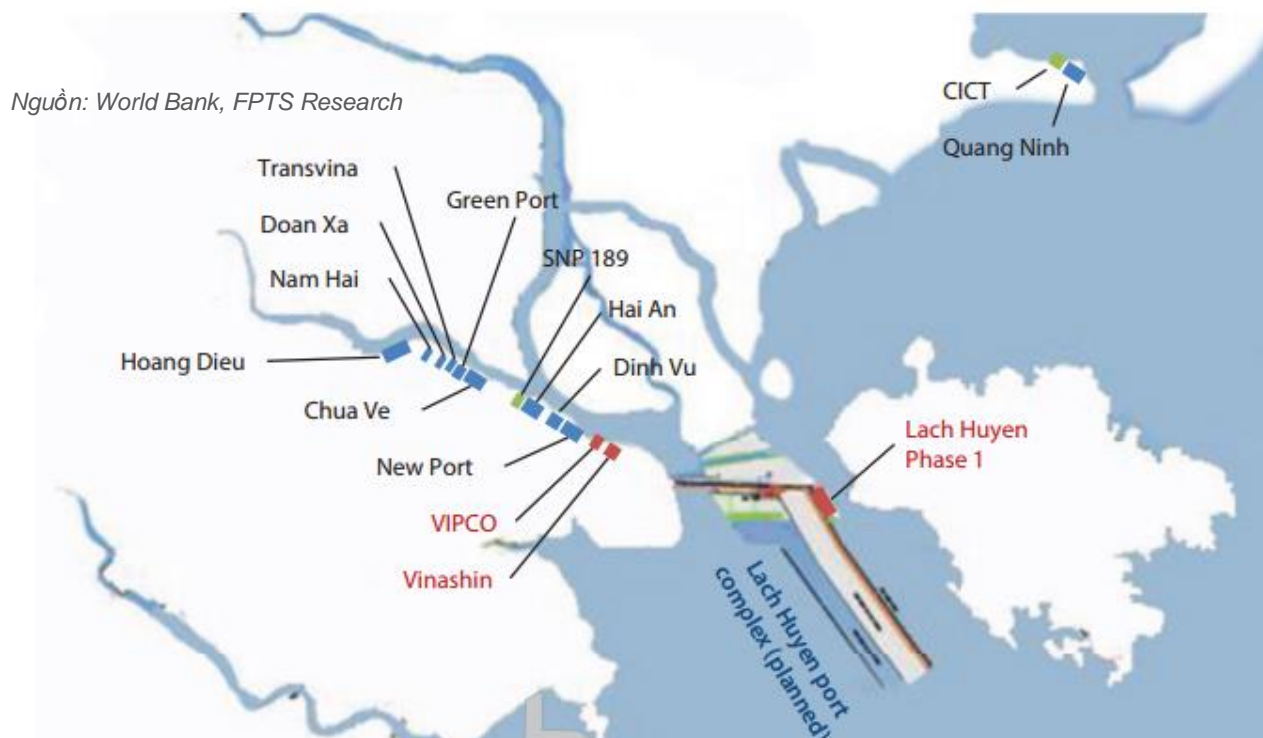 Nguồn: World Bank, FPTS Research
CICT
Quang Ninh
Transvina
Green Port
Doan Xa
SNP 189
Nam Hai
Hai An
Hoang Dieu
Dinh Vu
Chua Ve
Lach Huyen
Phase 1
New Port
VIPCO
Vinashin
Lach Huyen port
complex (planned)